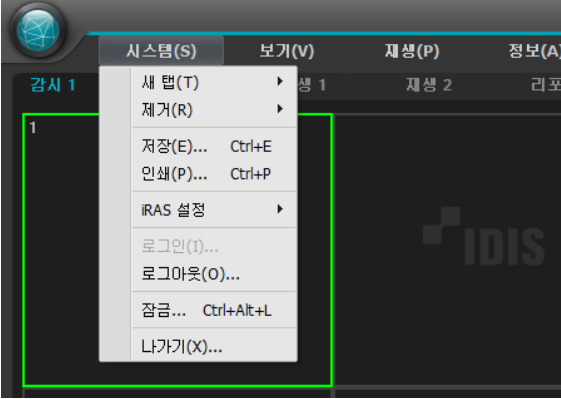 시스템(S) 보기(V) 재생(P) 정보(A)
감시 1 생 1 재생 2 리포
1
새 탭(T)
제거(R)
저장(E)... Ctrl+E
인쇄(P)... Ctrl+P
iRAS 설정
로그인(I)...
로그아웃(O)...
잠금... Ctrl+Alt+L
나가기(X)...
IDIS